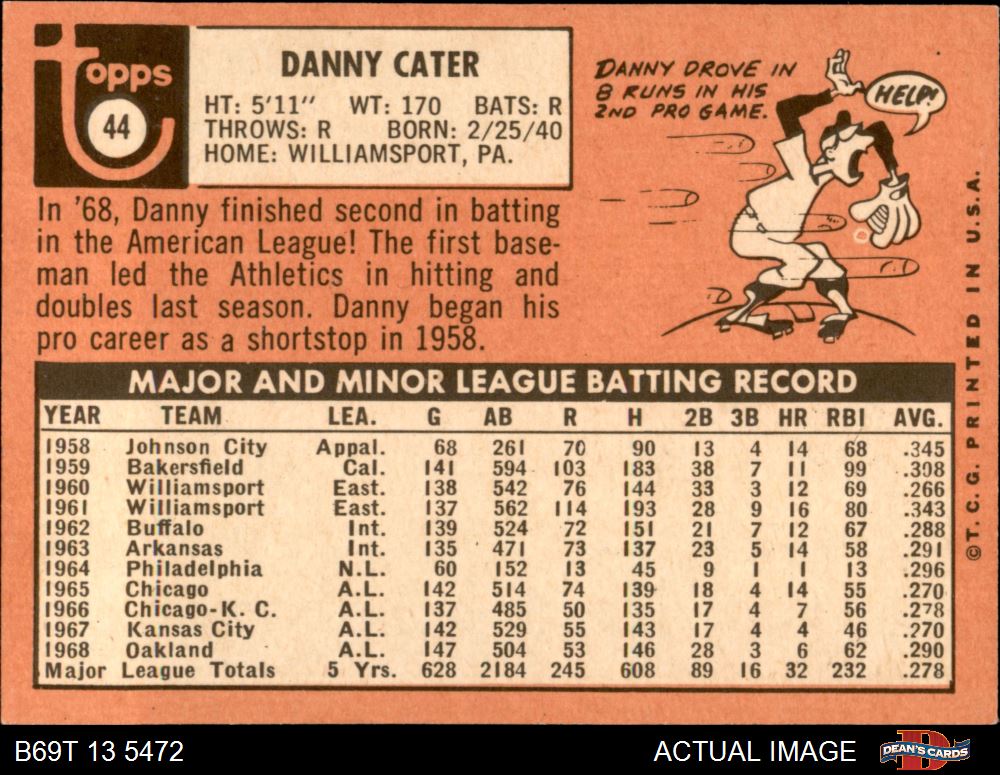 Topps
44
DANNY CATER
HT: 5'11" WT: 170 BATS: R
THROWS: R BORN: 2/25/40
HOME: WILLIAMSPORT, PA.
DANNY DROVE IN
8 RUNS IN HIS
2ND PRO GAME.
HELP!
In '68, Danny finished second in batting
in the American League! The first base-
man led the Athletics in hitting and
doubles last season. Danny began his
pro career as a shortstop in 1958.
MAJOR AND MINOR LEAGUE BATTING RECORD
YEAR TEAM LEA. G AB R H 2B 3B HR RBI AVG.
1958 Johnson City Appal. 68 261 70 90 13 4 14 68 .345
1959 Bakersfield Cal. 141 594 103 183 38 7 11 99 .308
1960 Williamsport East. 138 542 76 144 33 3 12 69 .266
1961 Williamsport East. 137 562 114 193 28 9 16 80 .343
1962 Buffalo Int. 139 524 72 151 21 7 12 67 .288
1963 Arkansas Int. 135 471 73 137 23 5 14 58 .291
1964 Philadelphia N.L. 60 152 13 45 9 1 1 13 .296
1965 Chicago A.L. 142 514 74 139 18 4 14 55 .270
1966 Chicago-K. C. A.L. 137 485 50 135 17 4 7 56 .278
1967 Kansas City A.L. 142 529 55 143 17 4 4 46 .270
1968 Oakland A.L. 147 504 53 146 28 3 6 62 .290
Major League Totals 5 Yrs. 628 2184 245 608 89 16 32 232 .278
©T. C. G. PRINTED IN U.S.A.
B69T 13 5472
ACTUAL IMAGE
DEAN'S CARDS